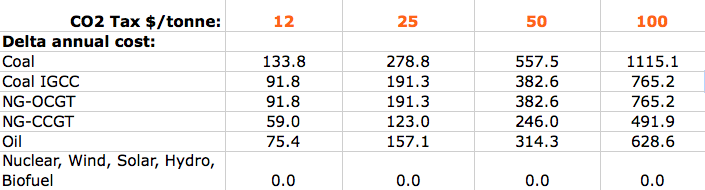 CO2 Tax $/tonne: 12 25 50 100
Delta annual cost:
Coal 133.8 278.8 557.5 1115.1
Coal IGCC 91.8 191.3 382.6 765.2
NG-OCGT 91.8 191.3 382.6 765.2
NG-CCGT 59.0 123.0 246.0 491.9
Oil 75.4 157.1 314.3 628.6
Nuclear, Wind, Solar, Hydro,
Biofuel 0.0 0.0 0.0 0.0